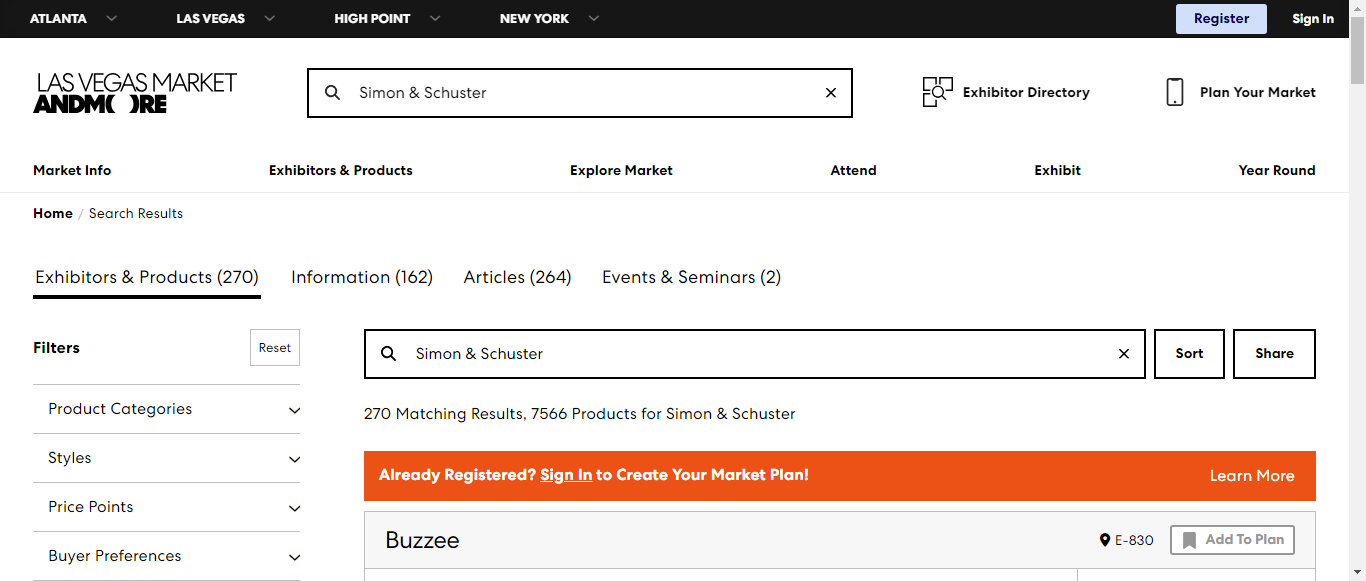 ATLANTA LAS VEGAS HIGH POINT NEW YORK Register Sign In
LAS VEGAS MARKET
ANDMORE
Simon & Schuster
Exhibitor Directory
Plan Your Market
Market Info Exhibitors & Products Explore Market Attend Exhibit Year Round
Home / Search Results
Exhibitors & Products (270) Information (162) Articles (264) Events & Seminars (2)
Filters
Reset
Product Categories
Styles
Price Points
Buyer Preferences
Simon & Schuster
Sort
Share
270 Matching Results, 7566 Products for Simon & Schuster
Already Registered? Sign In to Create Your Market Plan! Learn More
Buzzee E-830 Add To Plan